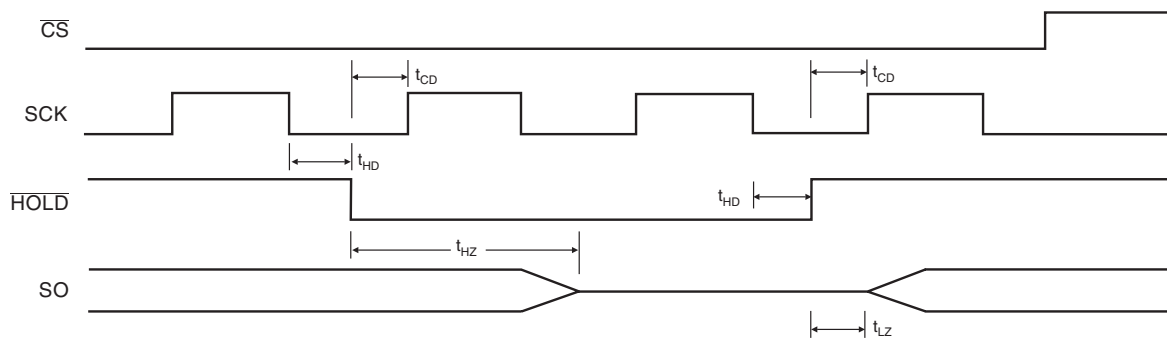 CS
t_CD t_CD
SCK
t_HD
HOLD
t_HD
t_HZ
SO
t_LZ